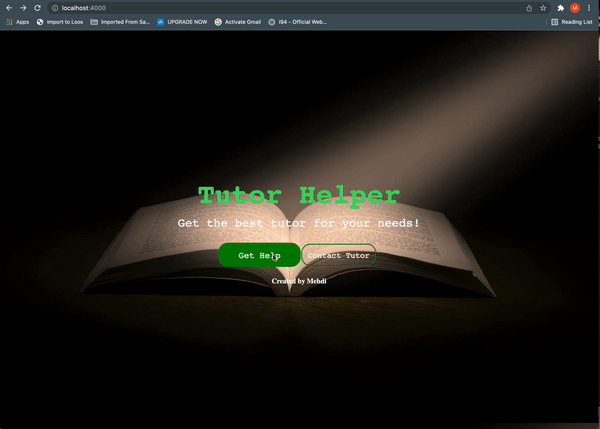 localhost:4000
Apps Import to Loox Imported From Sa... UPGRADE NOW Activate Gmail I94 - Official Web... Reading List
Tutor Helper
Get the best tutor for your needs!
Get Help Contact Tutor
Created by Mehdi